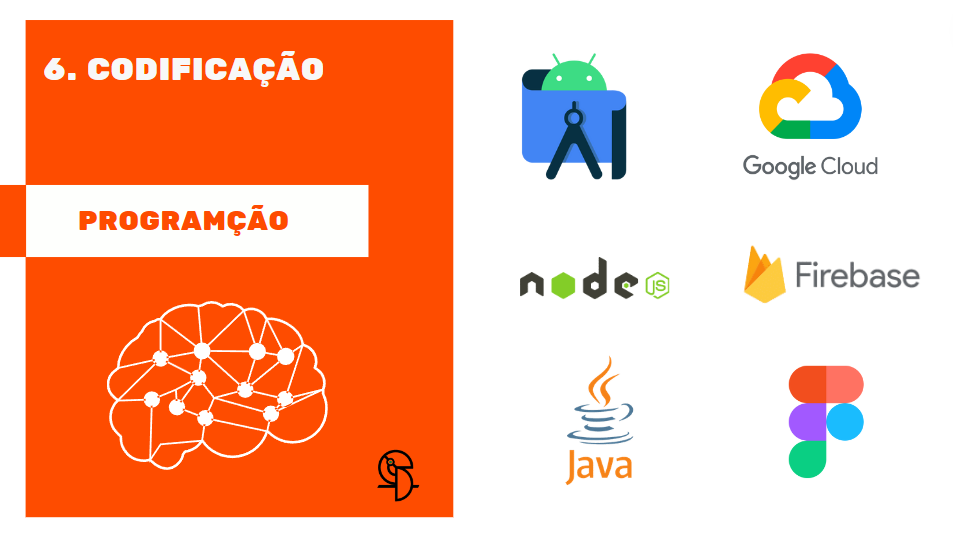 6. CODIFICAÇÃO
PROGRAMÇÃO
Google Cloud
node JS
Firebase
Java